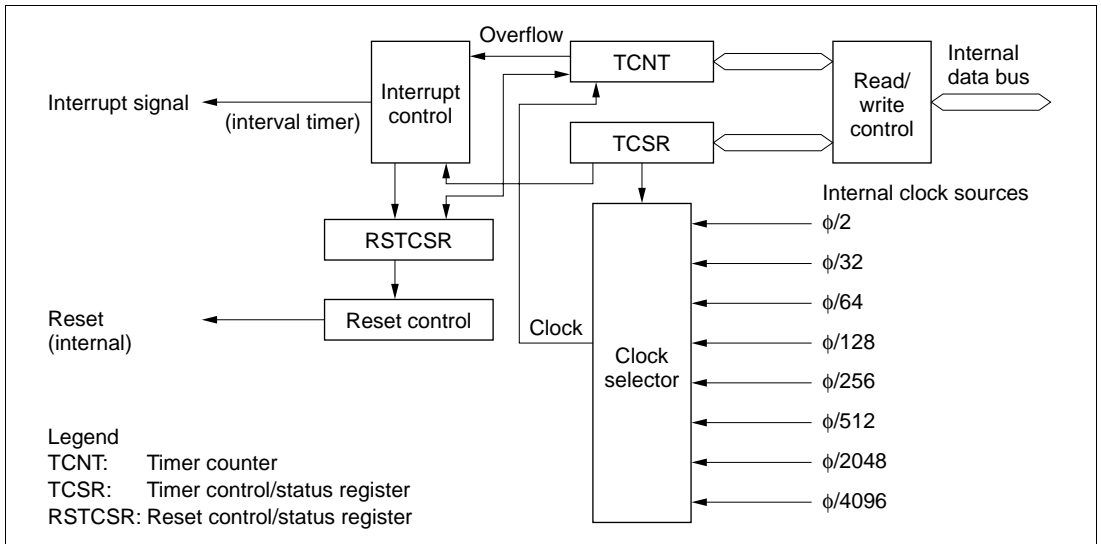 Overflow
TCNT
Internal
data bus
Interrupt
control
Read/
write
control
Interrupt signal
(interval timer)
TCSR
Internal clock sources
ϕ/2
RSTCSR
ϕ/32
ϕ/64
Reset
(internal)
Reset control
Clock
ϕ/128
Clock
selector
ϕ/256
ϕ/512
ϕ/2048
ϕ/4096
Legend
TCNT: Timer counter
TCSR: Timer control/status register
RSTCSR: Reset control/status register